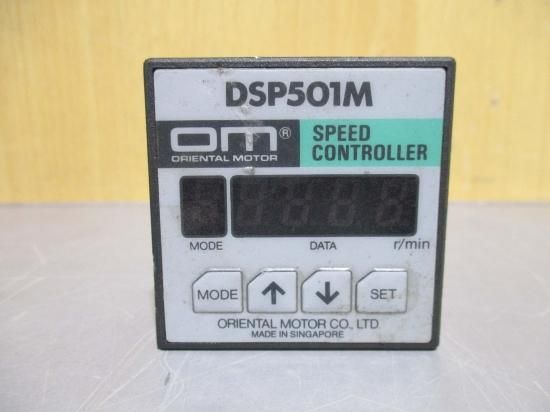 DSP501M
om®
ORIENTAL MOTOR
SPEED
CONTROLLER
MODE DATA r/min
MODE ↑ ↓ SET
ORIENTAL MOTOR CO., LTD.
MADE IN SINGAPORE